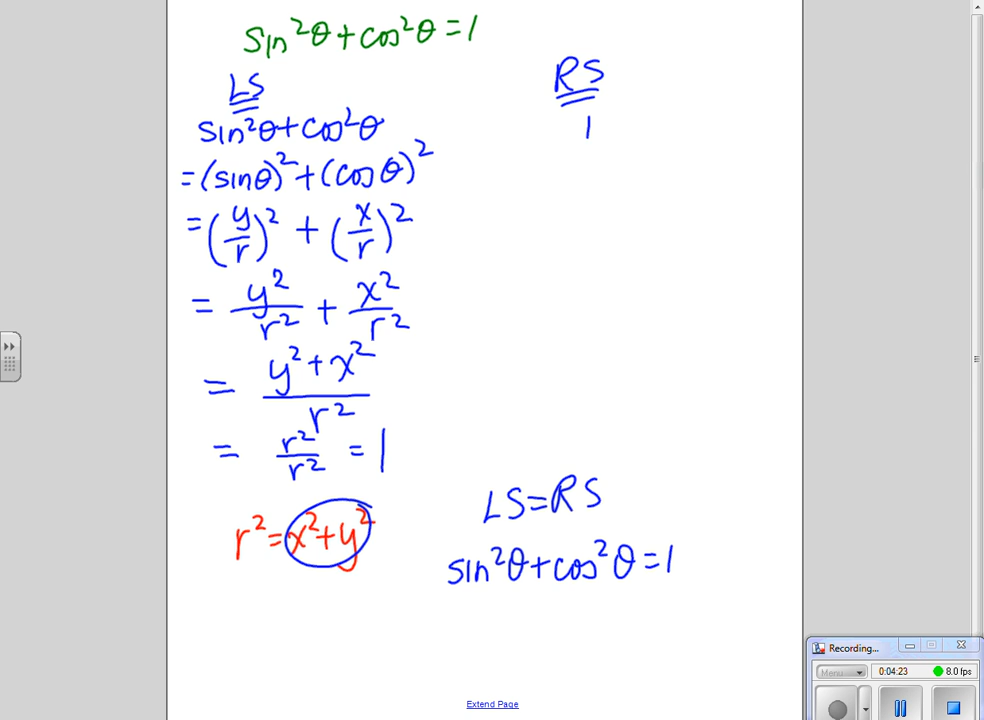 sin²θ+cos²θ=1
LS
RS
sin²θ+cos²θ
1
=(sinθ)²+(cosθ)²
=(y/r)²+(x/r)²
=y²/r²+x²/r²
=(y²+x²)/r²
=r²/r²=1
r²=x²+y²
LS=RS
sin²θ+cos²θ=1
Recording...
Menu
0:04:23
8.0 fps
Extend Page